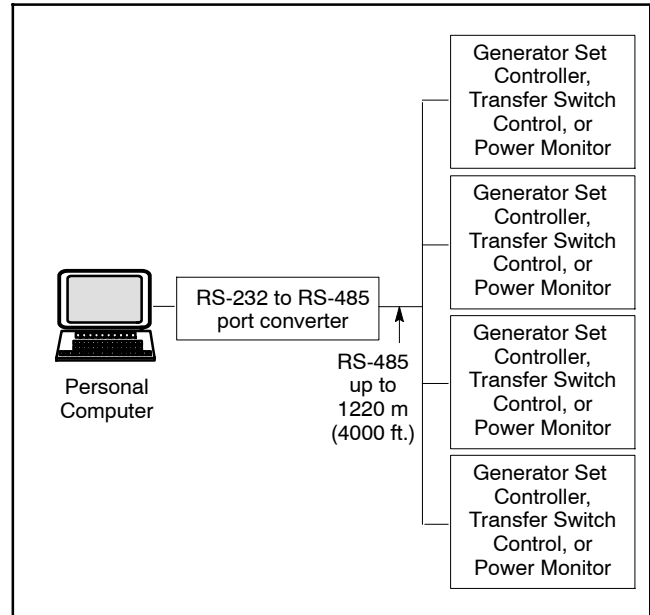 Generator Set
Controller,
Transfer Switch
Control, or
Power Monitor
Generator Set
Controller,
Transfer Switch
Control, or
Power Monitor
RS-232 to RS-485
port converter
Personal
Computer
RS-485
up to
1220 m
(4000 ft.)
Generator Set
Controller,
Transfer Switch
Control, or
Power Monitor
Generator Set
Controller,
Transfer Switch
Control, or
Power Monitor